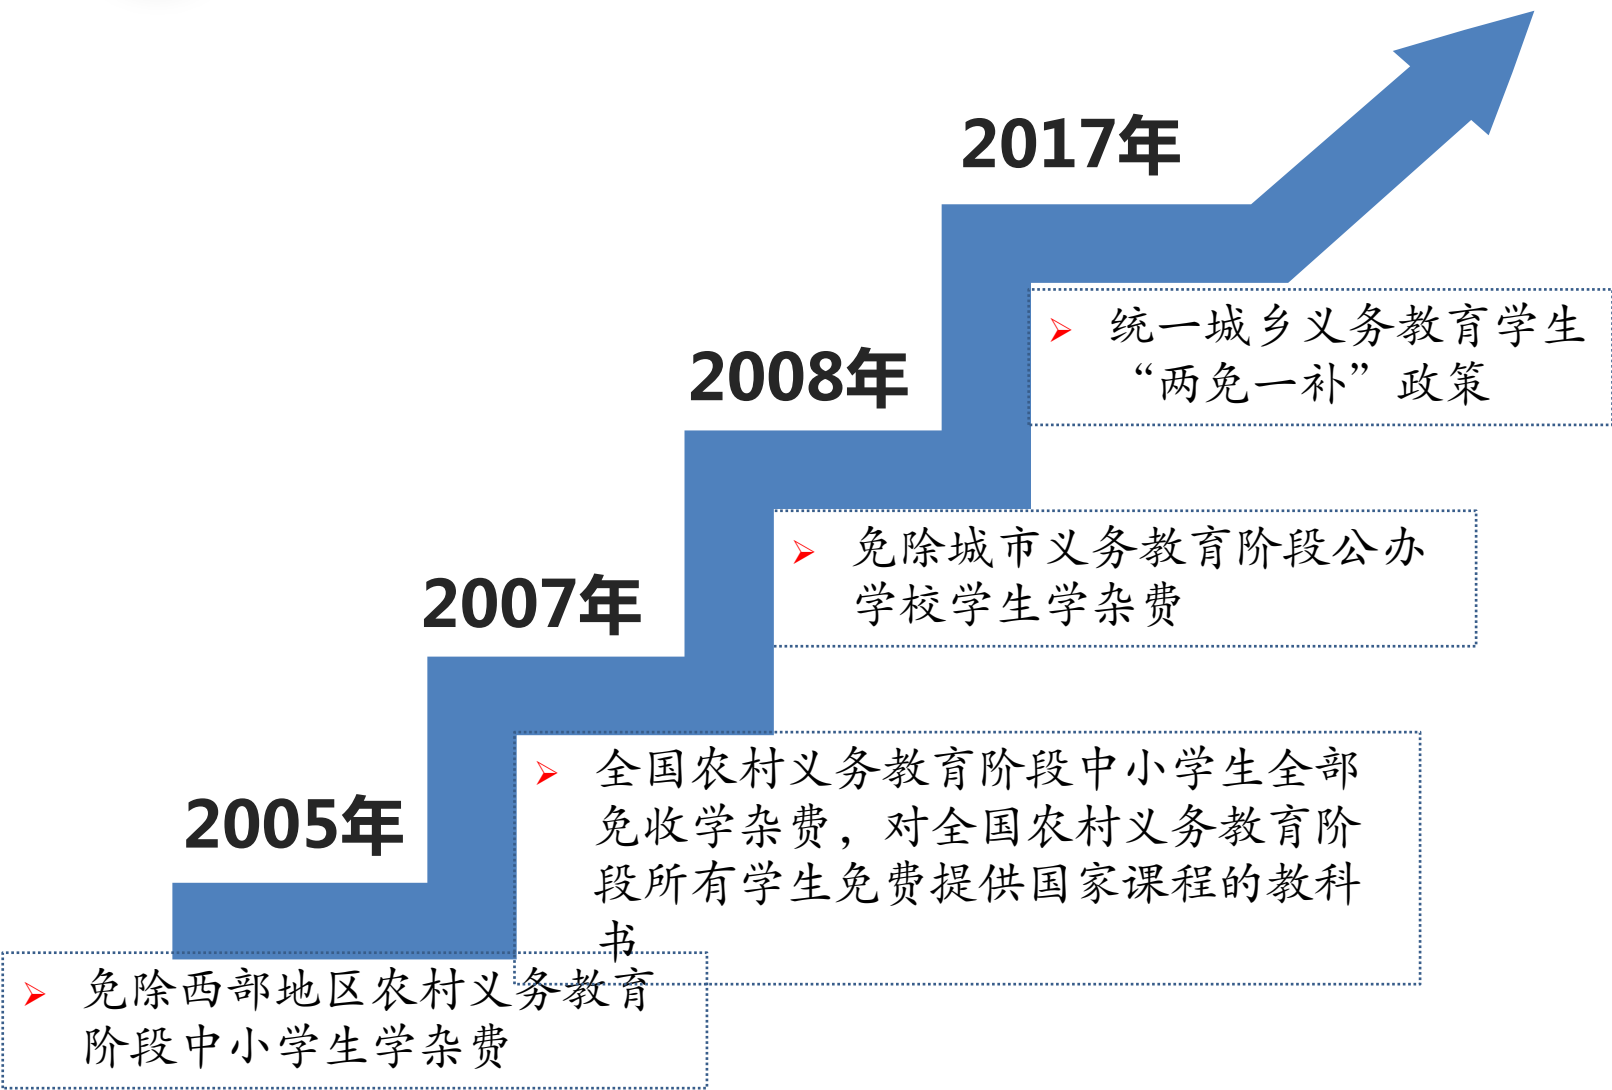 2017年
统一城乡义务教育学生
“两免一补”政策
2008年
免除城市义务教育阶段公办
学校学生学杂费
2007年
全国农村义务教育阶段中小学生全部
免收学杂费，对全国农村义务教育阶
段所有学生免费提供国家课程的教科
书
2005年
免除西部地区农村义务教育
阶段中小学生学杂费